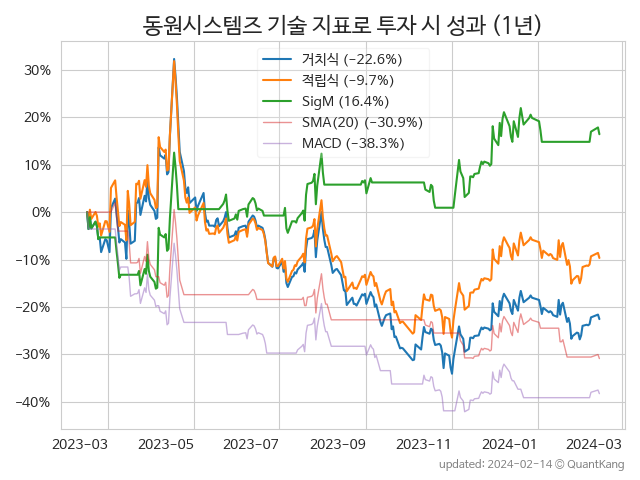 동원시스템즈 기술 지표로 투자 시 성과 (1년)
거치식 (−22.6%)
적립식 (−9.7%)
SigM (16.4%)
SMA(20) (−30.9%)
MACD (−38.3%)
30%
20%
10%
0%
−10%
−20%
−30%
−40%
2023-03 2023-05 2023-07 2023-09 2023-11 2024-01 2024-03
updated: 2024-02-14 © QuantKang